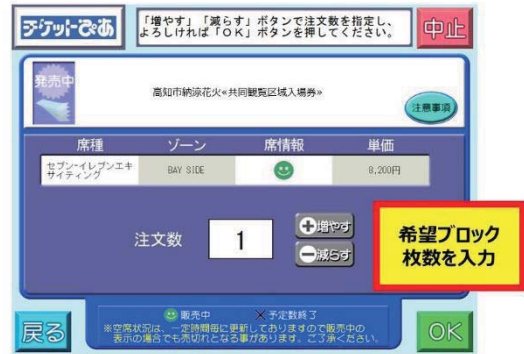 チケットぴあ
「増やす」「減らす」ボタンで注文数を指定し、
よろしければ「OK」ボタンを押してください。
中止
発売中
高知市納涼花火≪共同観覧区域入場券≫
注意事項
席種 ゾーン 席情報 単価
セブン-イレブンエキ
サイティング
BAY SIDE
8,200円
注文数 1
+増やす
−減らす
希望ブロック
枚数を入力
販売中 ×予定数終了
※空席状況は、一定時間毎に更新しておりますので販売中の
表示の場合でも売切れとなる事があります。ご了承ください。
戻る
OK